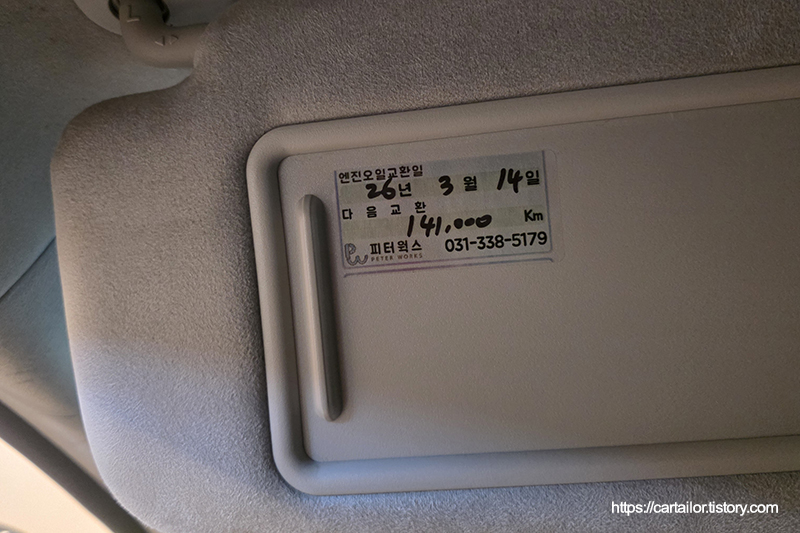 엔진오일교환일
26년 3월 14일
다음교환
141,000 Km
PW 피터웍스 031-338-5179
PETER WORKS
https://cartailor.tistory.com